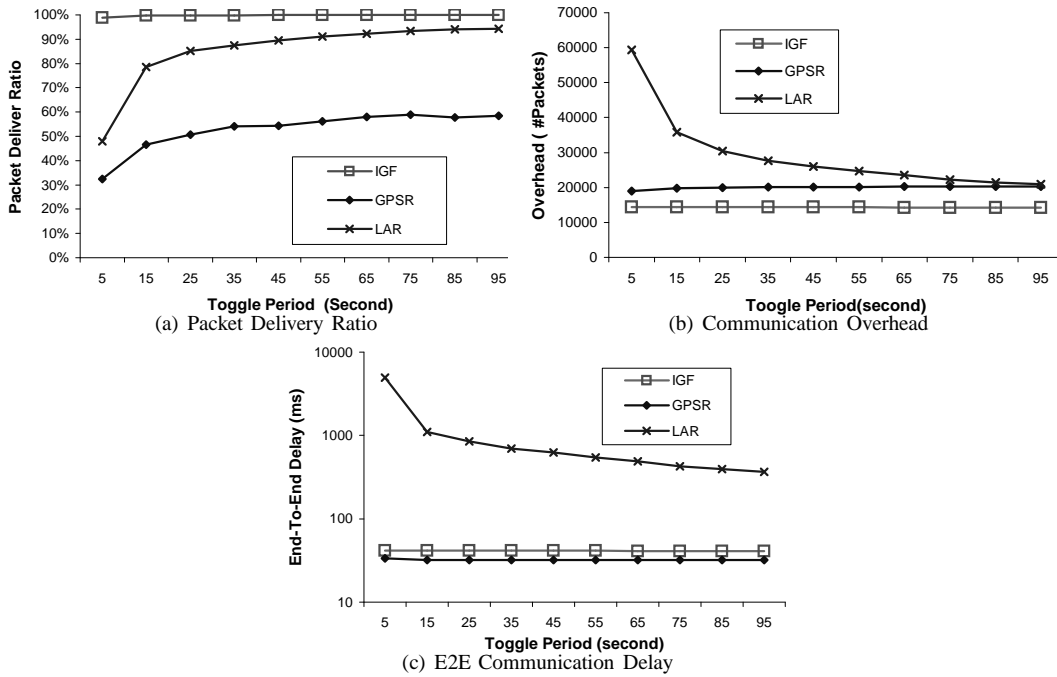 100%
90%
80%
70%
60%
50%
40%
30%
20%
10%
0%
Packet Deliver Ratio
IGF
GPSR
LAR
5 15 25 35 45 55 65 75 85 95
Toggle Period (Second)
(a) Packet Delivery Ratio
70000
60000
50000
40000
30000
20000
10000
0
Overhead ( #Packets)
IGF
GPSR
LAR
5 15 25 35 45 55 65 75 85 95
Toogle Period(second)
(b) Communication Overhead
10000
1000
100
10
End-To-End Delay (ms)
IGF
GPSR
LAR
5 15 25 35 45 55 65 75 85 95
Toggle Period (second)
(c) E2E Communication Delay